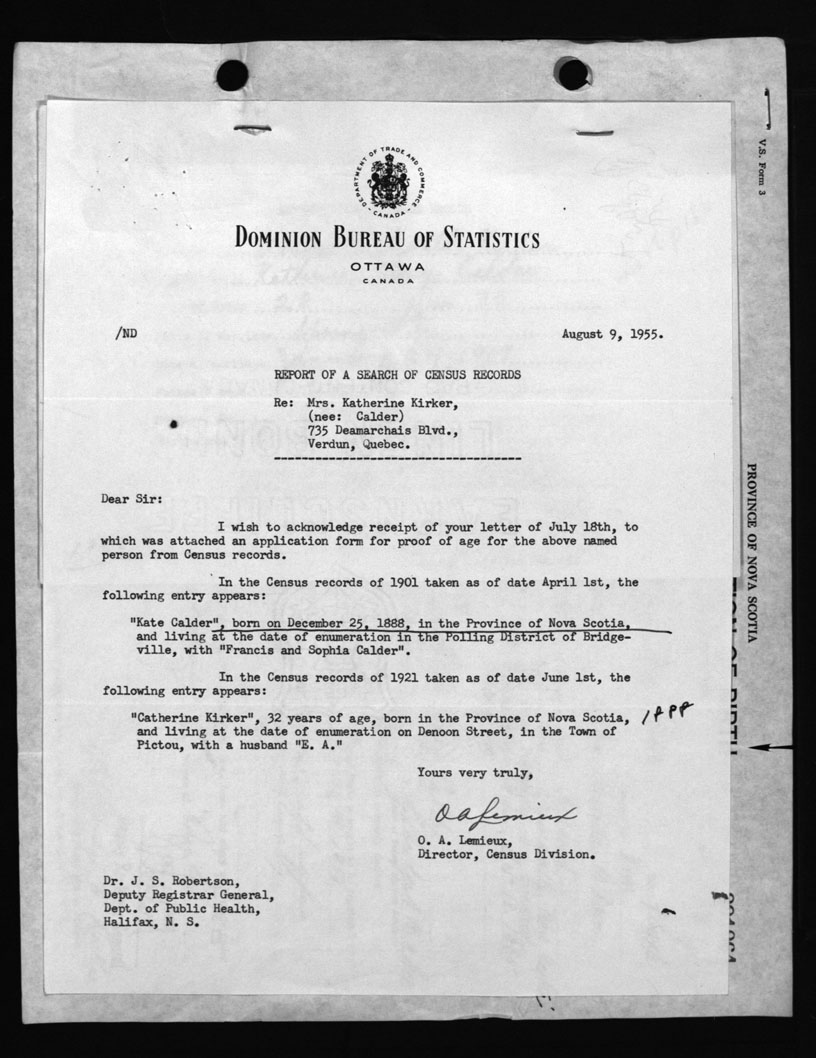 DEPARTMENT OF TRADE AND COMMERCE
- CANADA -
DOMINION BUREAU OF STATISTICS
OTTAWA
CANADA
/ND
August 9, 1955.
REPORT OF A SEARCH OF CENSUS RECORDS
Re: Mrs. Katherine Kirker,
(nee: Calder)
735 Deamarchais Blvd.,
Verdun, Quebec.
Dear Sir:
I wish to acknowledge receipt of your letter of July 18th, to
which was attached an application form for proof of age for the above named
person from Census records.
In the Census records of 1901 taken as of date April 1st, the
following entry appears:
"Kate Calder", born on December 25, 1888, in the Province of Nova Scotia,
and living at the date of enumeration in the Polling District of Bridge-
ville, with "Francis and Sophia Calder".
In the Census records of 1921 taken as of date June 1st, the
following entry appears:
"Catherine Kirker", 32 years of age, born in the Province of Nova Scotia, 1888
and living at the date of enumeration on Denoon Street, in the Town of
Pictou, with a husband "E. A."
Yours very truly,
O A Lemieux
O. A. Lemieux,
Director, Census Division.
Dr. J. S. Robertson,
Deputy Registrar General,
Dept. of Public Health,
Halifax, N. S.
V.S. Form 3
PROVINCE OF NOVA SCOTIA